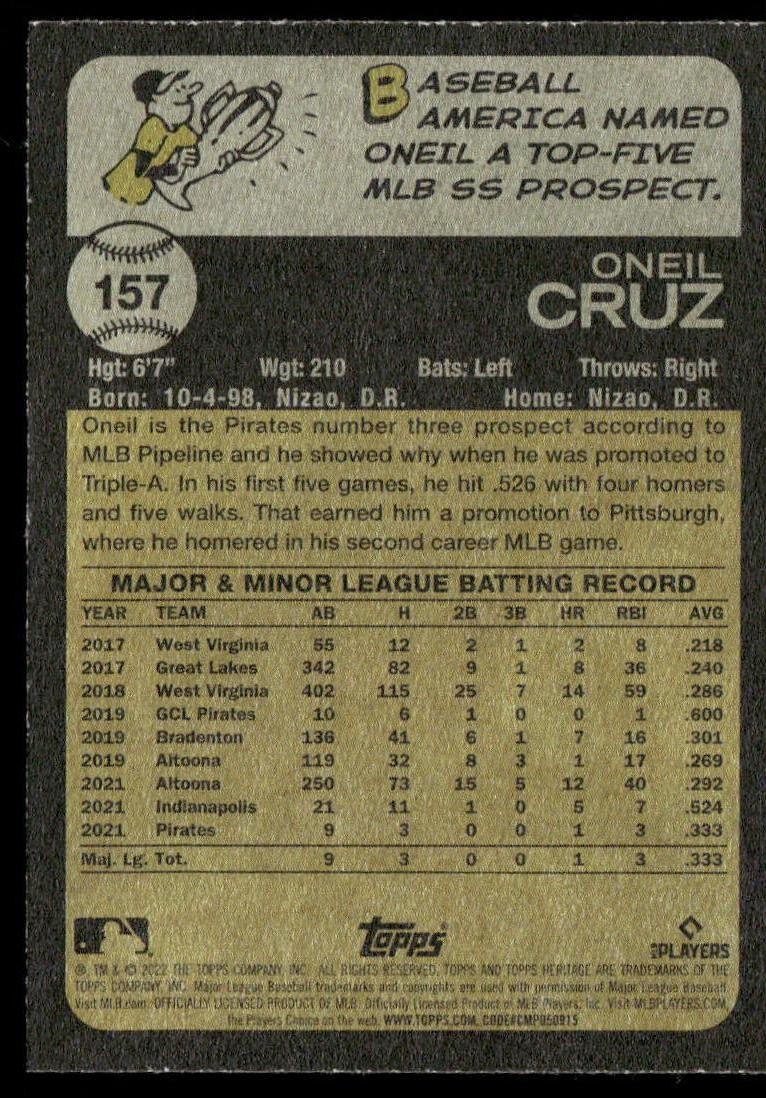 BASEBALL
AMERICA NAMED
ONEIL A TOP-FIVE
MLB SS PROSPECT.
157
ONEIL
CRUZ
Hgt: 6'7" Wgt: 210 Bats: Left Throws: Right
Born: 10-4-98, Nizao, D.R. Home: Nizao, D.R.
Oneil is the Pirates number three prospect according to
MLB Pipeline and he showed why when he was promoted to
Triple-A. In his first five games, he hit .526 with four homers
and five walks. That earned him a promotion to Pittsburgh,
where he homered in his second career MLB game.
MAJOR & MINOR LEAGUE BATTING RECORD
YEAR TEAM AB H 2B 3B HR RBI AVG
2017 West Virginia 55 12 2 1 2 8 .218
2017 Great Lakes 342 82 9 1 8 36 .240
2018 West Virginia 402 115 25 7 14 59 .286
2019 GCL Pirates 10 6 1 0 0 1 .600
2019 Bradenton 136 41 6 1 7 16 .301
2019 Altoona 119 32 8 3 1 17 .269
2021 Altoona 250 73 15 5 12 40 .292
2021 Indianapolis 21 11 1 0 5 7 .524
2021 Pirates 9 3 0 0 1 3 .333
Maj. Lg. Tot. 9 3 0 0 1 3 .333
topps
PLAYERS
®, TM & © 2022 THE TOPPS COMPANY, INC. ALL RIGHTS RESERVED. TOPPS AND TOPPS HERITAGE ARE TRADEMARKS OF THE
TOPPS COMPANY, INC. Major League Baseball trademarks and copyrights are used with permission of Major League Baseball.
Visit MLB.com. OFFICIALLY LICENSED PRODUCT OF MLB Officially Licensed Product of MLB Players, Inc. Visit MLBPLAYERS.COM,
the Players Choice on the web. WWW.TOPPS.COM. CODE#CMP050915